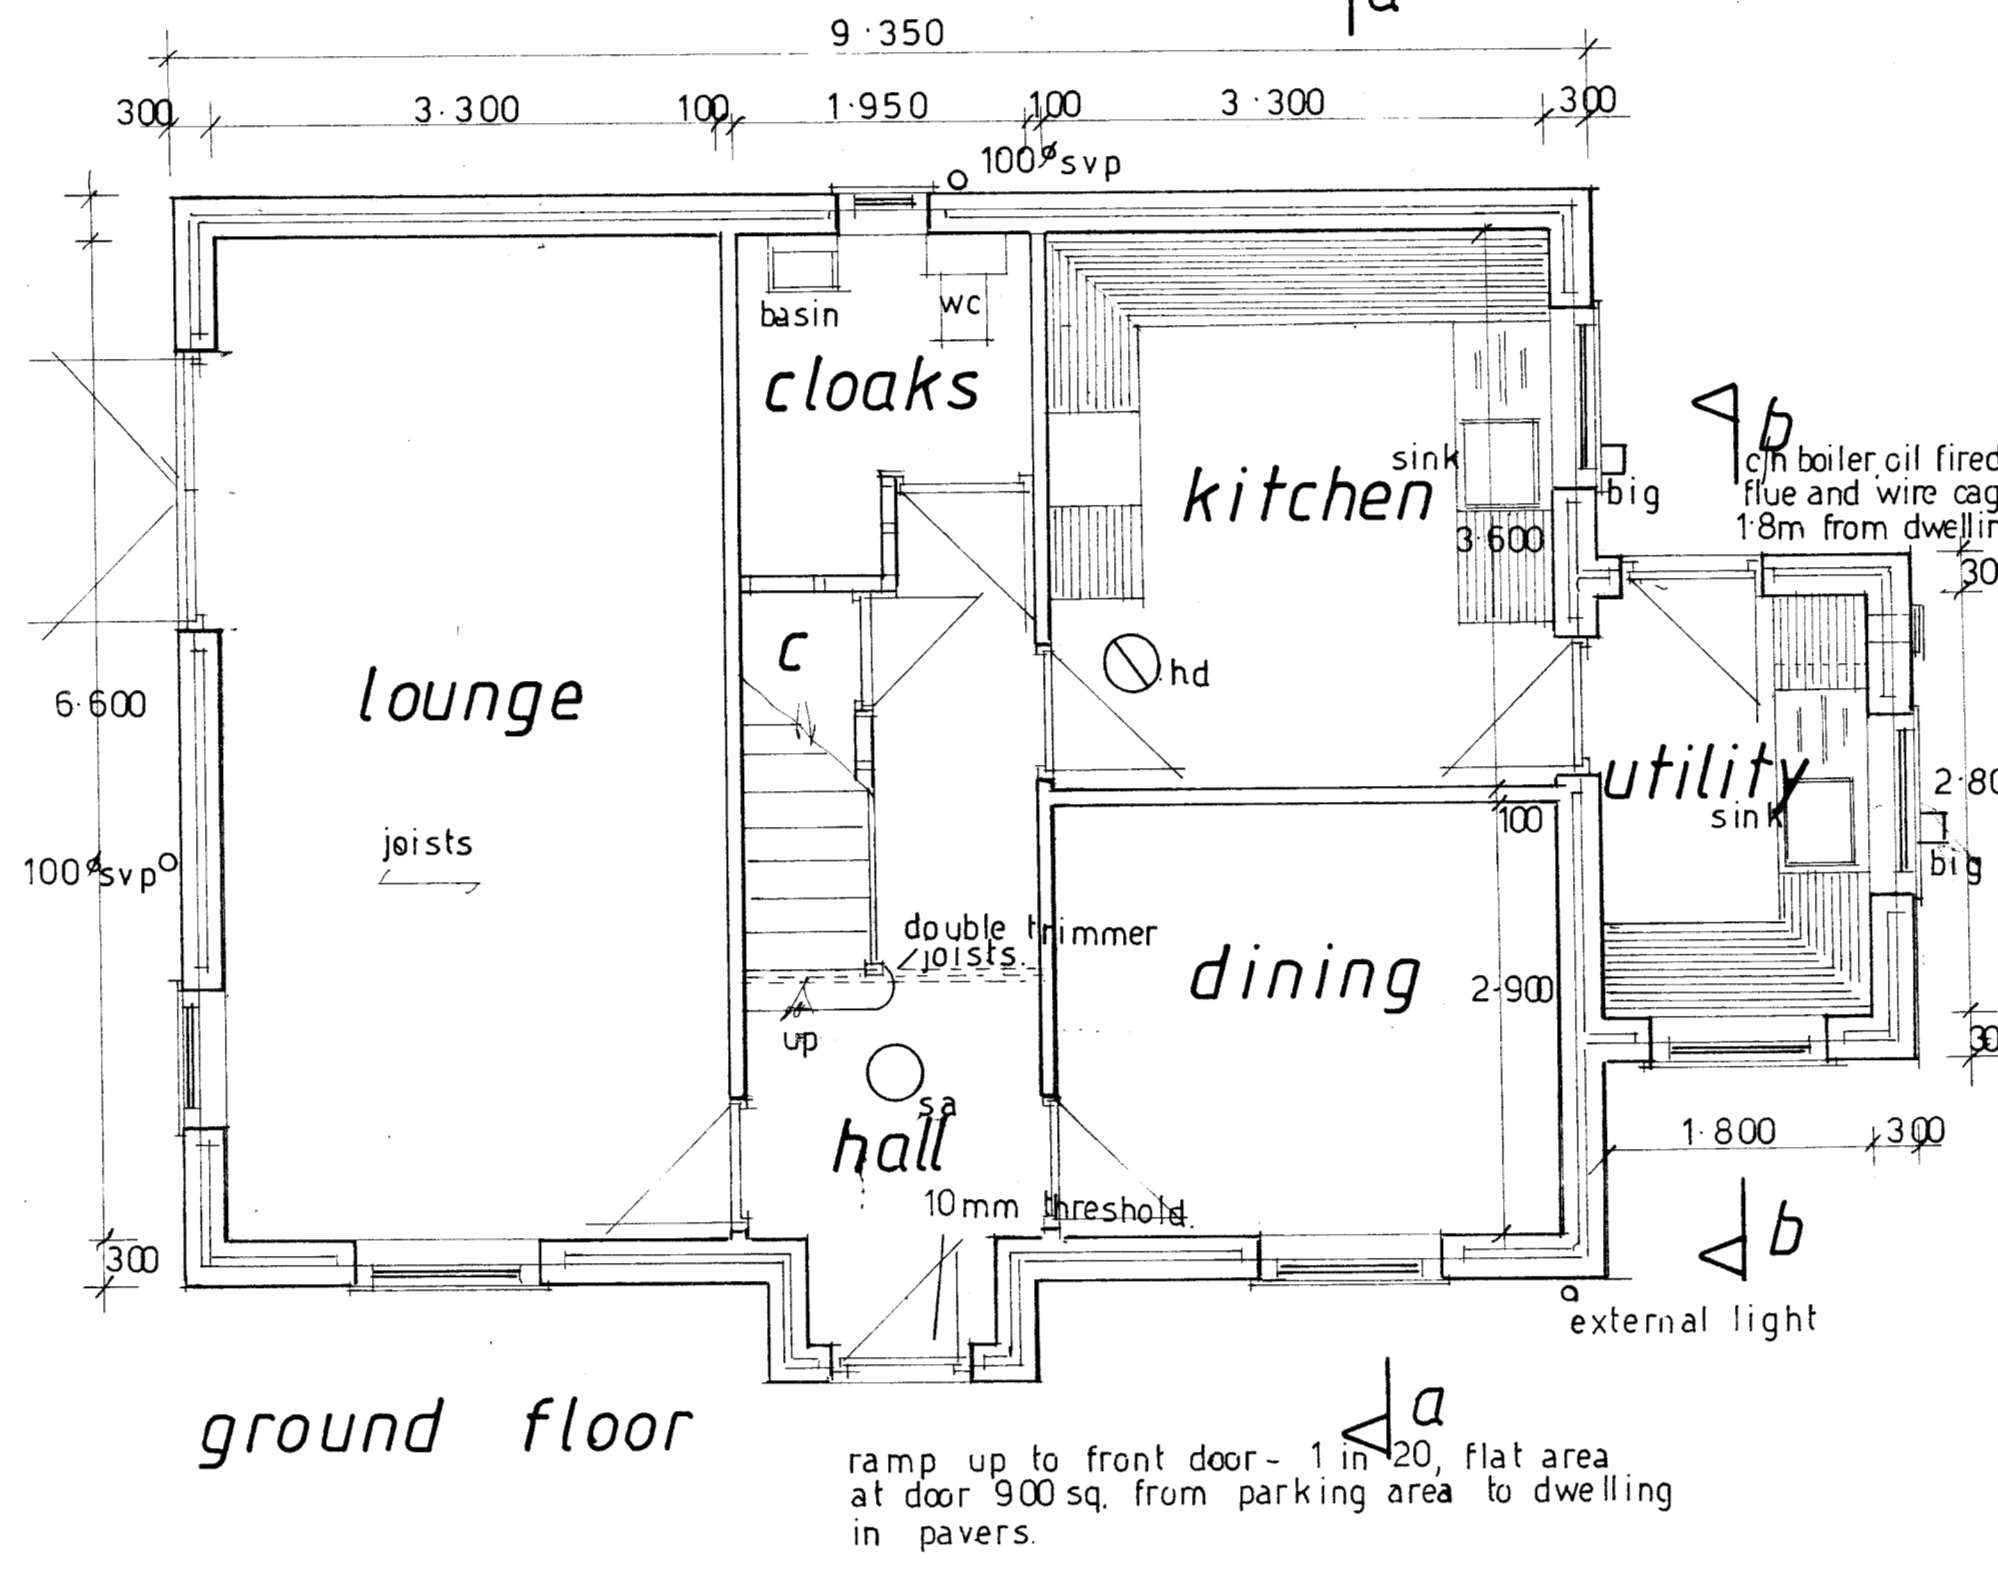 a
9·350
300 3·300 100 1·950 100 3·300 300
100ø svp
basin
wc
cloaks
b
c/h boiler oil fired
flue and wire cag
1·8m from dwellin
sink
kitchen
big
3·600
30
c
hd
lounge
6·600
utility
2·80
sink
100
joists
big
100ø svp
double trimmer
joists.
dining
2·900
up
30
sa
hall
1·800 300
10mm threshold.
b
300
external light
a
ground floor
ramp up to front door- 1 in 20, flat area
at door 900 sq. from parking area to dwelling
in pavers.